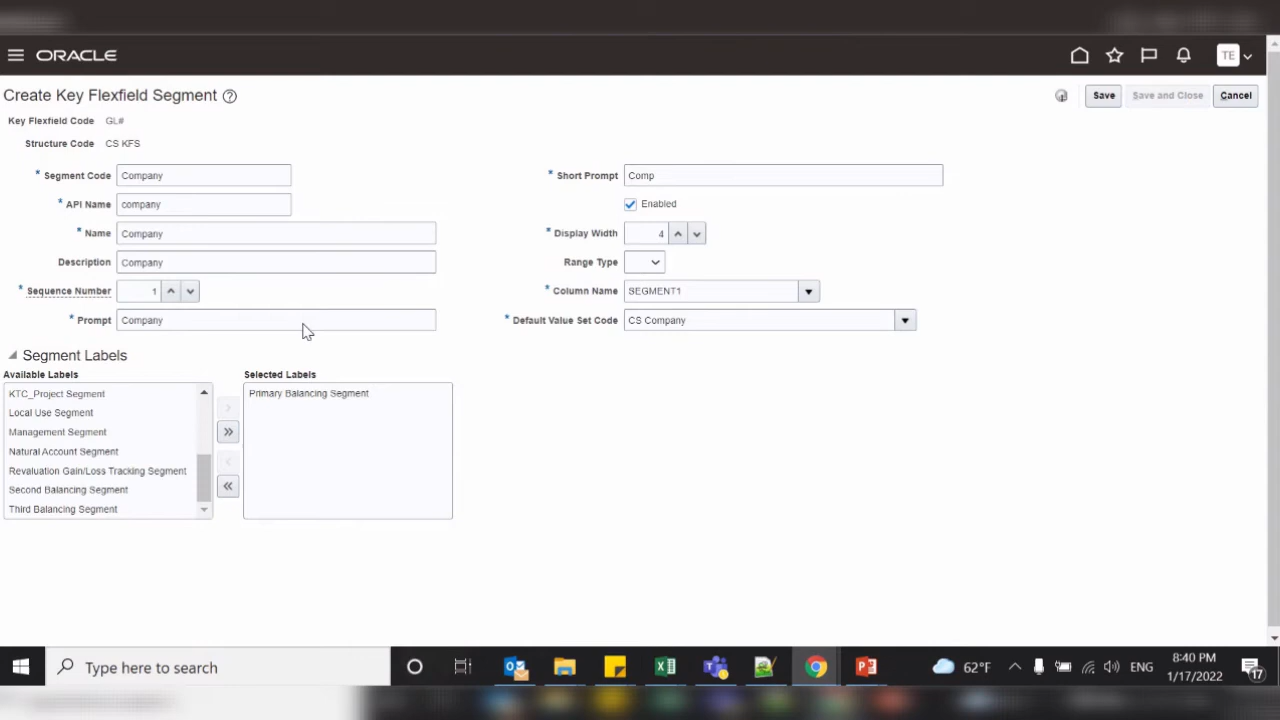 ORACLE
TE
Create Key Flexfield Segment
Save
Save and Close
Cancel
Key Flexfield Code GL#
Structure Code CS KFS
* Segment Code Company
* API Name company
* Name Company
Description Company
* Sequence Number 1
* Prompt Company
* Short Prompt Comp
Enabled
* Display Width 4
Range Type
* Column Name SEGMENT1
* Default Value Set Code CS Company
Segment Labels
Available Labels
KTC_Project Segment
Local Use Segment
Management Segment
Natural Account Segment
Revaluation Gain/Loss Tracking Segment
Second Balancing Segment
Third Balancing Segment
Selected Labels
Primary Balancing Segment
Type here to search
62°F
ENG
8:40 PM
1/17/2022
17